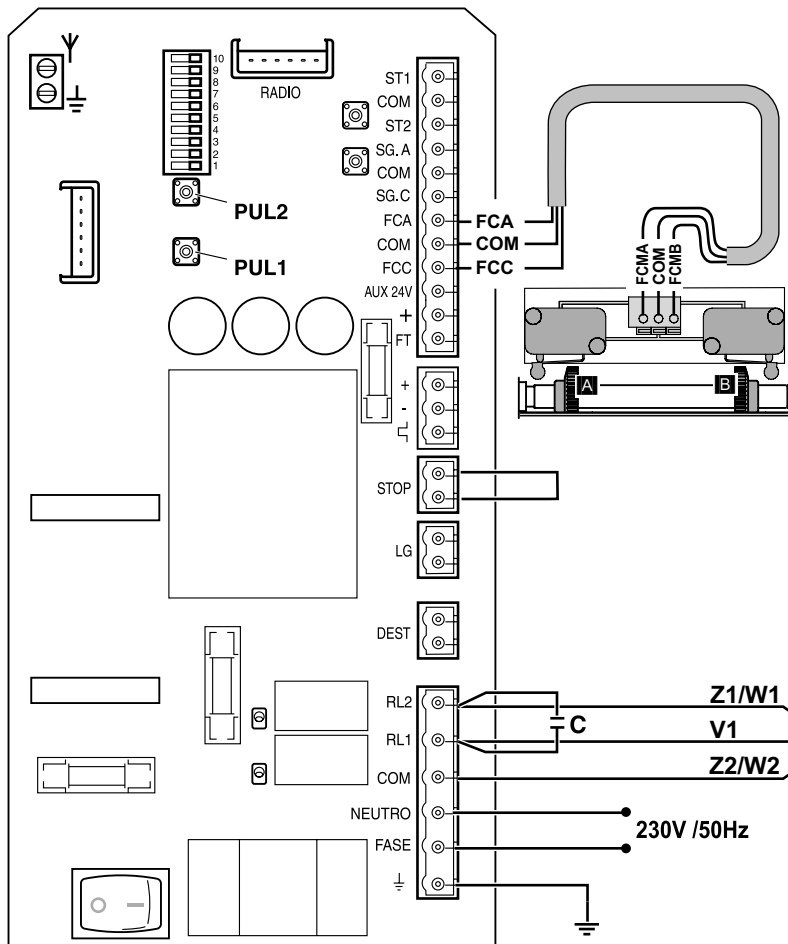 10
9
8
7
6
5
4
3
2
1
RADIO
PUL2
PUL1
ST1
COM
ST2
SG.A
COM
SG.C
FCA
COM
FCC
AUX 24V
+
FT
+
-
STOP
LG
DEST
RL2
RL1
COM
NEUTRO
FASE
FCA
COM
FCC
FCMA
COM
FCMB
A
B
C
Z1/W1
V1
Z2/W2
230V /50Hz